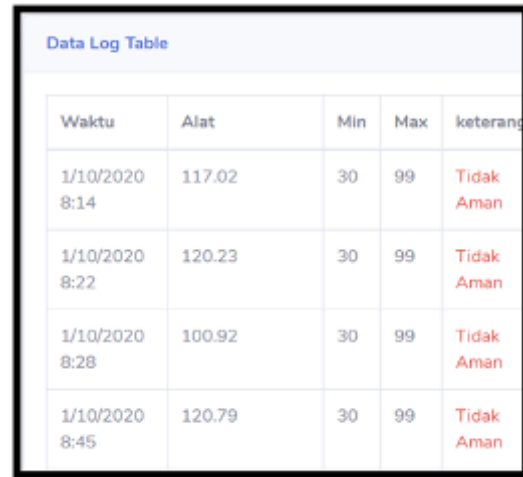 Data Log Table
Waktu Alat Min Max keterang
1/10/2020 117.02 30 99 Tidak
8:14 Aman
1/10/2020 120.23 30 99 Tidak
8:22 Aman
1/10/2020 100.92 30 99 Tidak
8:28 Aman
1/10/2020 120.79 30 99 Tidak
8:45 Aman